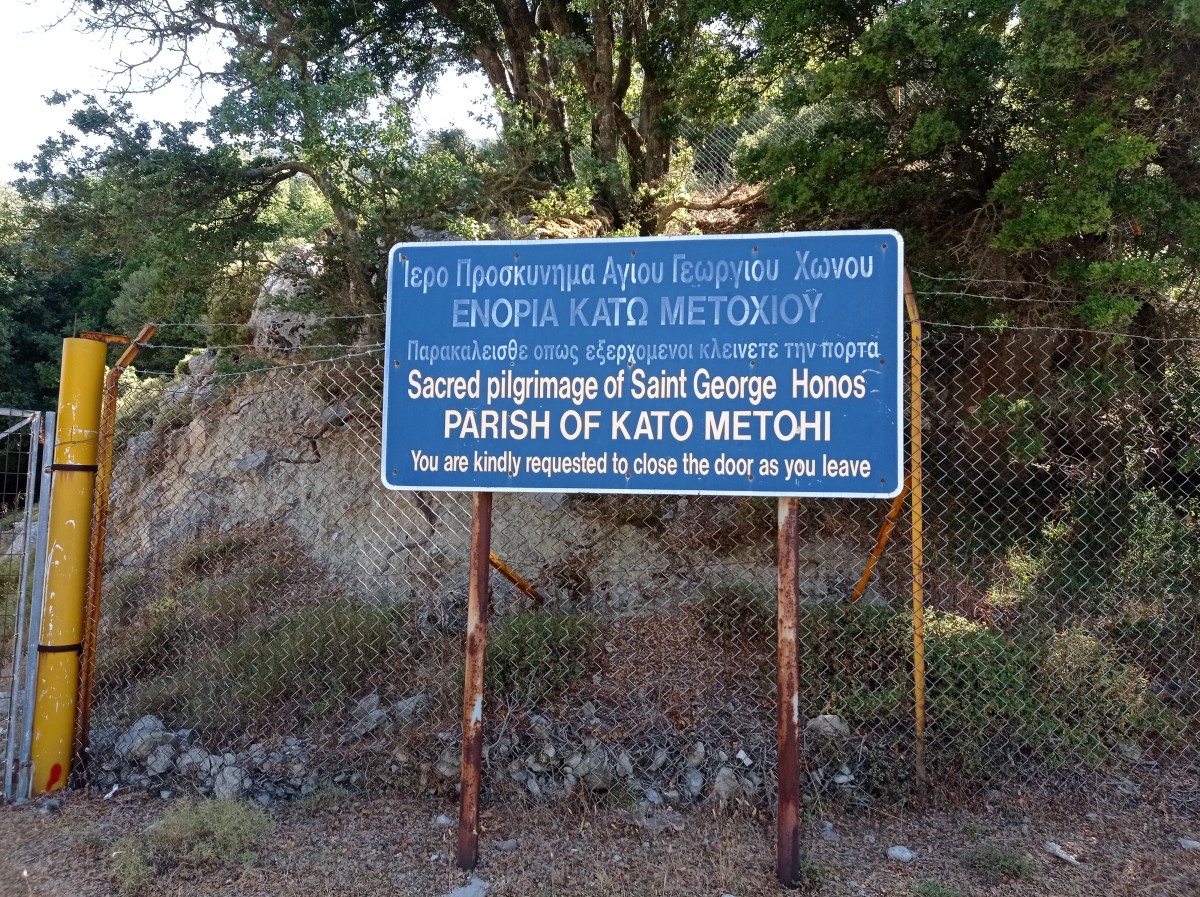 Ίερο Προσκυνημα Αγιου Γεωργιου Χωνου
ΕΝΟΡΙΑ ΚΑΤΩ ΜΕΤΟΧΙΟΥ
Παρακαλεισθε οπως εξερχομενοι κλεινετε την πορτα
Sacred pilgrimage of Saint George Honos
PARISH OF KATO METOHI
You are kindly requested to close the door as you leave